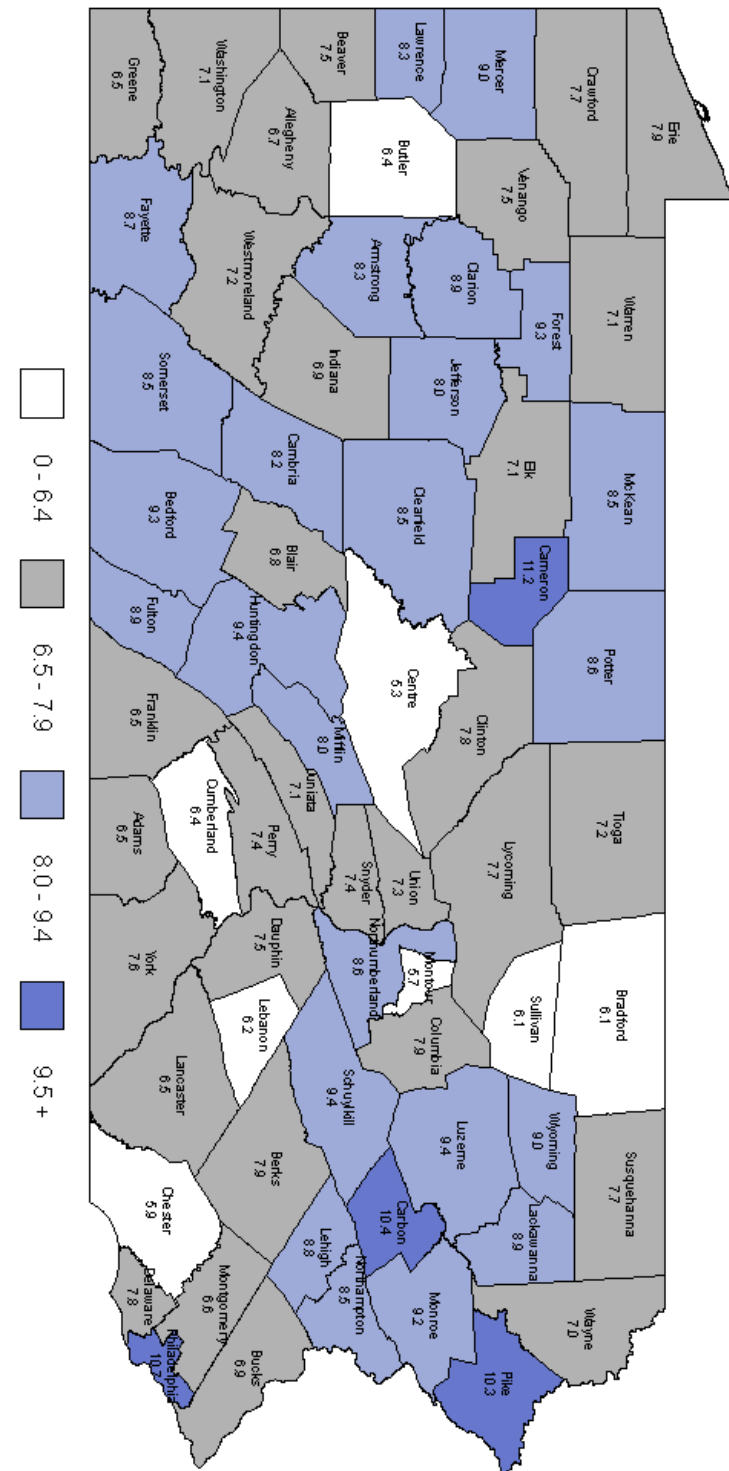 Erie
7.9
Crawford
7.7
Mercer
9.0
Lawrence
8.3
Beaver
7.5
Washington
7.1
Greene
6.5
Allegheny
6.7
Butler
6.4
Venango
7.5
Warren
7.1
Forest
9.3
Clarion
8.9
Armstrong
8.3
Westmoreland
7.2
Fayette
8.7
Indiana
6.9
Jefferson
8.0
Elk
7.1
McKean
8.5
Cameron
11.2
Clearfield
8.5
Cambria
8.2
Somerset
8.5
Bedford
9.3
Blair
6.8
Fulton
8.9
Huntingdon
9.4
Centre
5.3
Potter
8.6
Clinton
7.8
Mifflin
8.0
Franklin
6.5
Juniata
7.1
Perry
7.4
Cumberland
6.4
Adams
6.5
Tioga
7.2
Lycoming
7.7
Union
7.3
Snyder
7.4
Northumberland
8.6
Montour
5.7
Dauphin
7.5
York
7.6
Bradford
6.1
Sullivan
6.1
Columbia
7.9
Lebanon
6.2
Lancaster
6.5
Schuylkill
9.4
Luzerne
9.4
Wyoming
9.0
Susquehanna
7.7
Lackawanna
8.9
Berks
7.9
Chester
5.9
Carbon
10.4
Lehigh
8.8
Northampton
8.5
Monroe
9.2
Wayne
7.0
Pike
10.3
Montgomery
6.6
Bucks
6.9
Delaware
7.8
Philadelphia
10.7
0 - 6.4
6.5 - 7.9
8.0 - 9.4
9.5 +